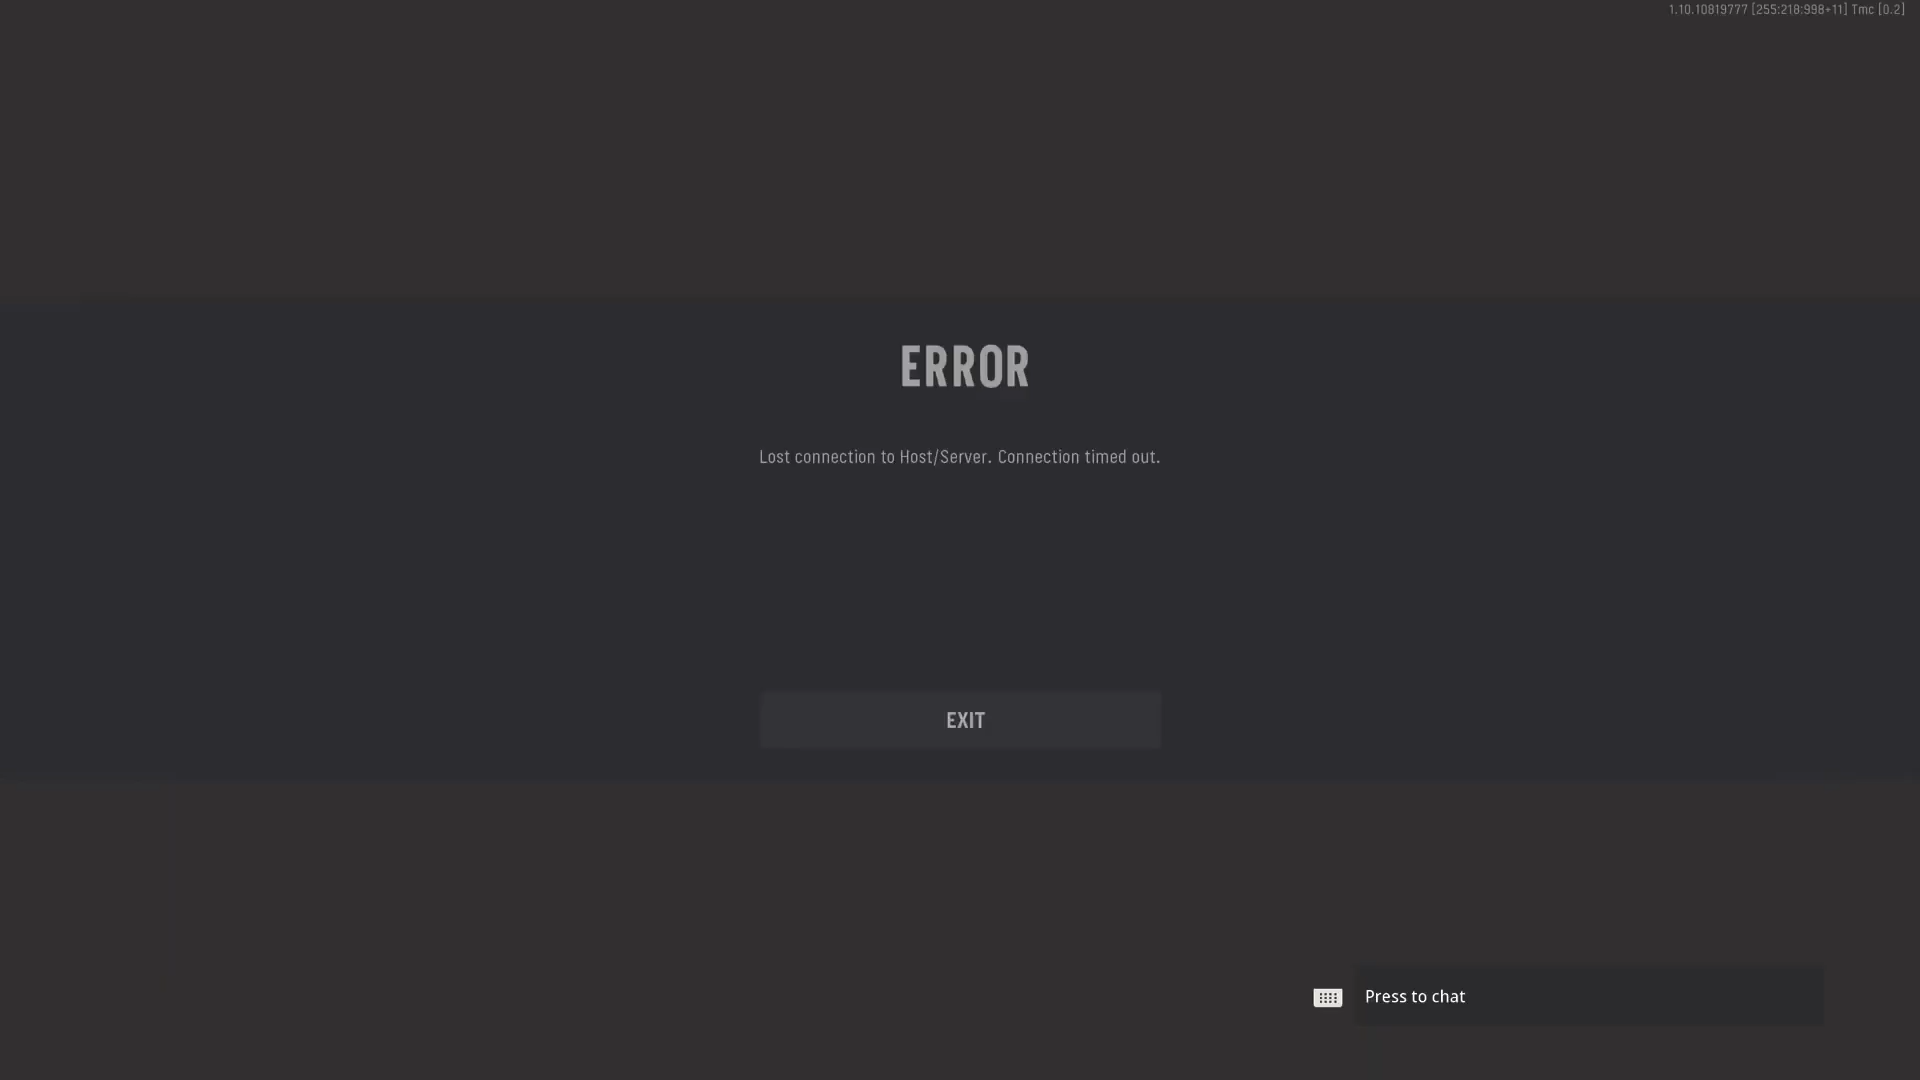 1.10.10819777 [255:218:998+11] Tmc [0.2]
ERROR
Lost connection to Host/Server. Connection timed out.
EXIT
Press to chat